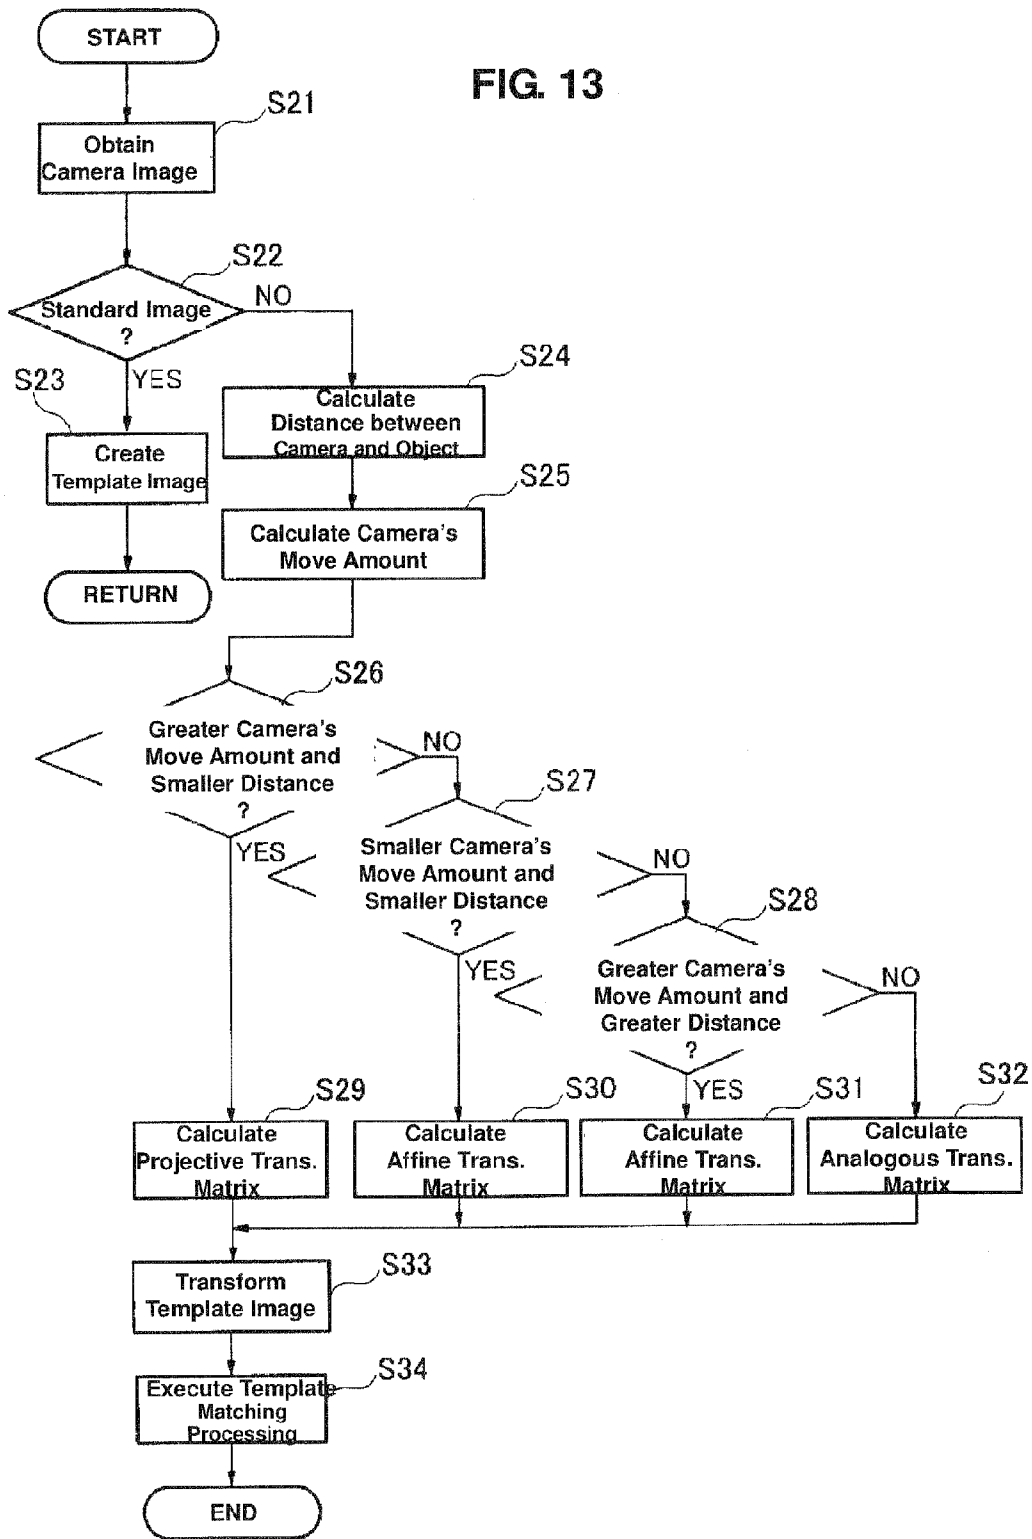 START
FIG. 13
S21
Obtain
Camera Image
S22
Standard Image
?
NO
YES
S23
Create
Template Image
RETURN
S24
Calculate
Distance between
Camera and Object
S25
Calculate Camera's
Move Amount
S26
Greater Camera's
Move Amount and
Smaller Distance
?
NO
YES
S27
Smaller Camera's
Move Amount and
Smaller Distance
?
NO
YES
S28
Greater Camera's
Move Amount and
Greater Distance
?
NO
YES
S29
Calculate
Projective Trans.
Matrix
S30
Calculate
Affine Trans.
Matrix
S31
Calculate
Affine Trans.
Matrix
S32
Calculate
Analogous Trans.
Matrix
S33
Transform
Template Image
S34
Execute Template
Matching
Processing
END